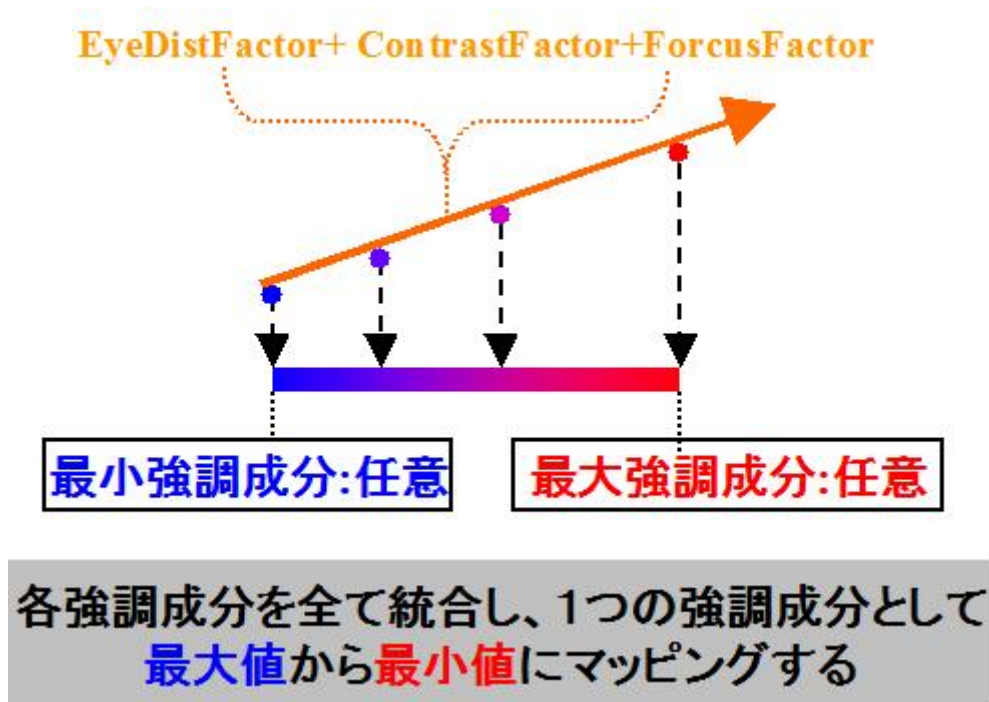 EyeDistFactor+ ContrastFactor+ForcusFactor
最小強調成分:任意
最大強調成分:任意
各強調成分を全て統合し、1つの強調成分として
最大値から最小値にマッピングする